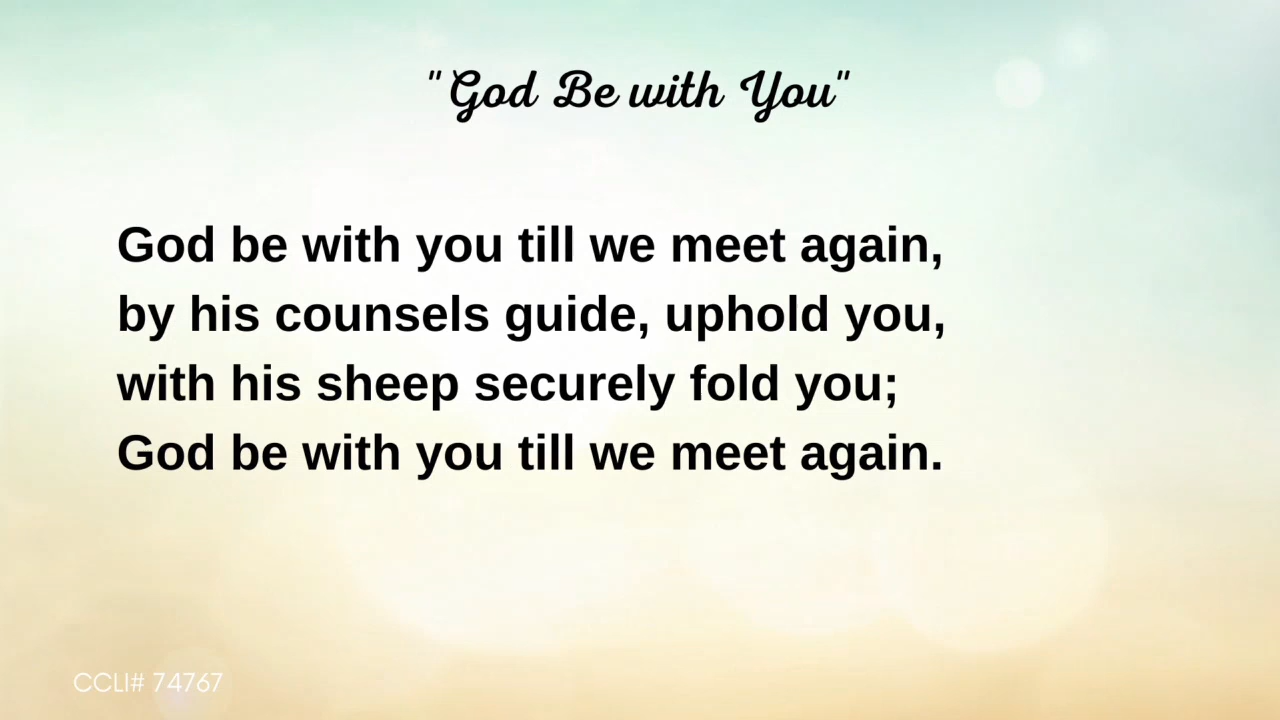 "God Be with You"
God be with you till we meet again,
by his counsels guide, uphold you,
with his sheep securely fold you;
God be with you till we meet again.
CCLI# 74767